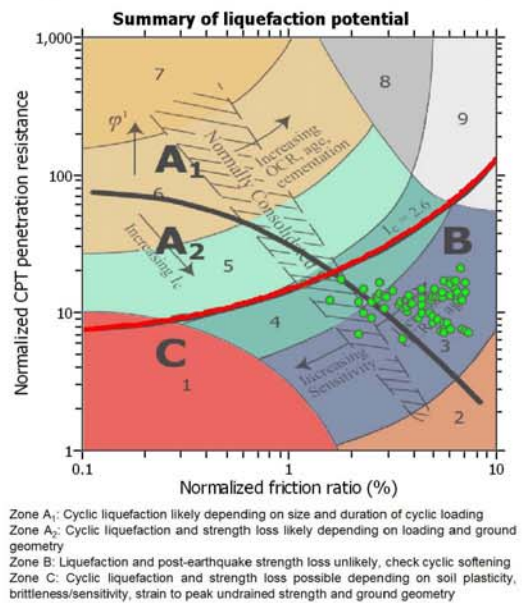 Summary of liquefaction potential
1,000
7
8
9
φ'
Increasing
OCR, age,
cementation
A1
Normally Consolidated
100
6
Ic = 2.6
A2
B
Increasing Ic
5
10
4
C
3
1
Increasing
Sensitivity
2
1
0.1
1
10
Normalized CPT penetration resistance
Normalized friction ratio (%)
Zone A1: Cyclic liquefaction likely depending on size and duration of cyclic loading
Zone A2: Cyclic liquefaction and strength loss likely depending on loading and ground
geometry
Zone B: Liquefaction and post-earthquake strength loss unlikely, check cyclic softening
Zone C: Cyclic liquefaction and strength loss possible depending on soil plasticity,
brittleness/sensitivity, strain to peak undrained strength and ground geometry